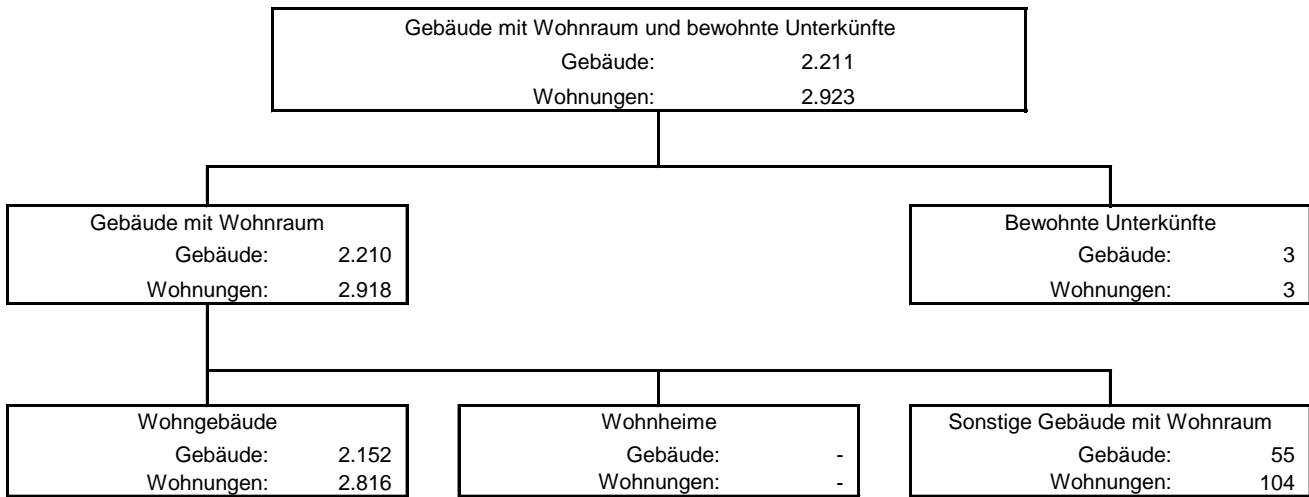 Gebäude mit Wohnraum und bewohnte Unterkünfte
Gebäude: 2.211
Wohnungen: 2.923
Gebäude mit Wohnraum
Gebäude: 2.210
Wohnungen: 2.918
Bewohnte Unterkünfte
Gebäude: 3
Wohnungen: 3
Wohngebäude
Gebäude: 2.152
Wohnungen: 2.816
Wohnheime
Gebäude: -
Wohnungen: -
Sonstige Gebäude mit Wohnraum
Gebäude: 55
Wohnungen: 104